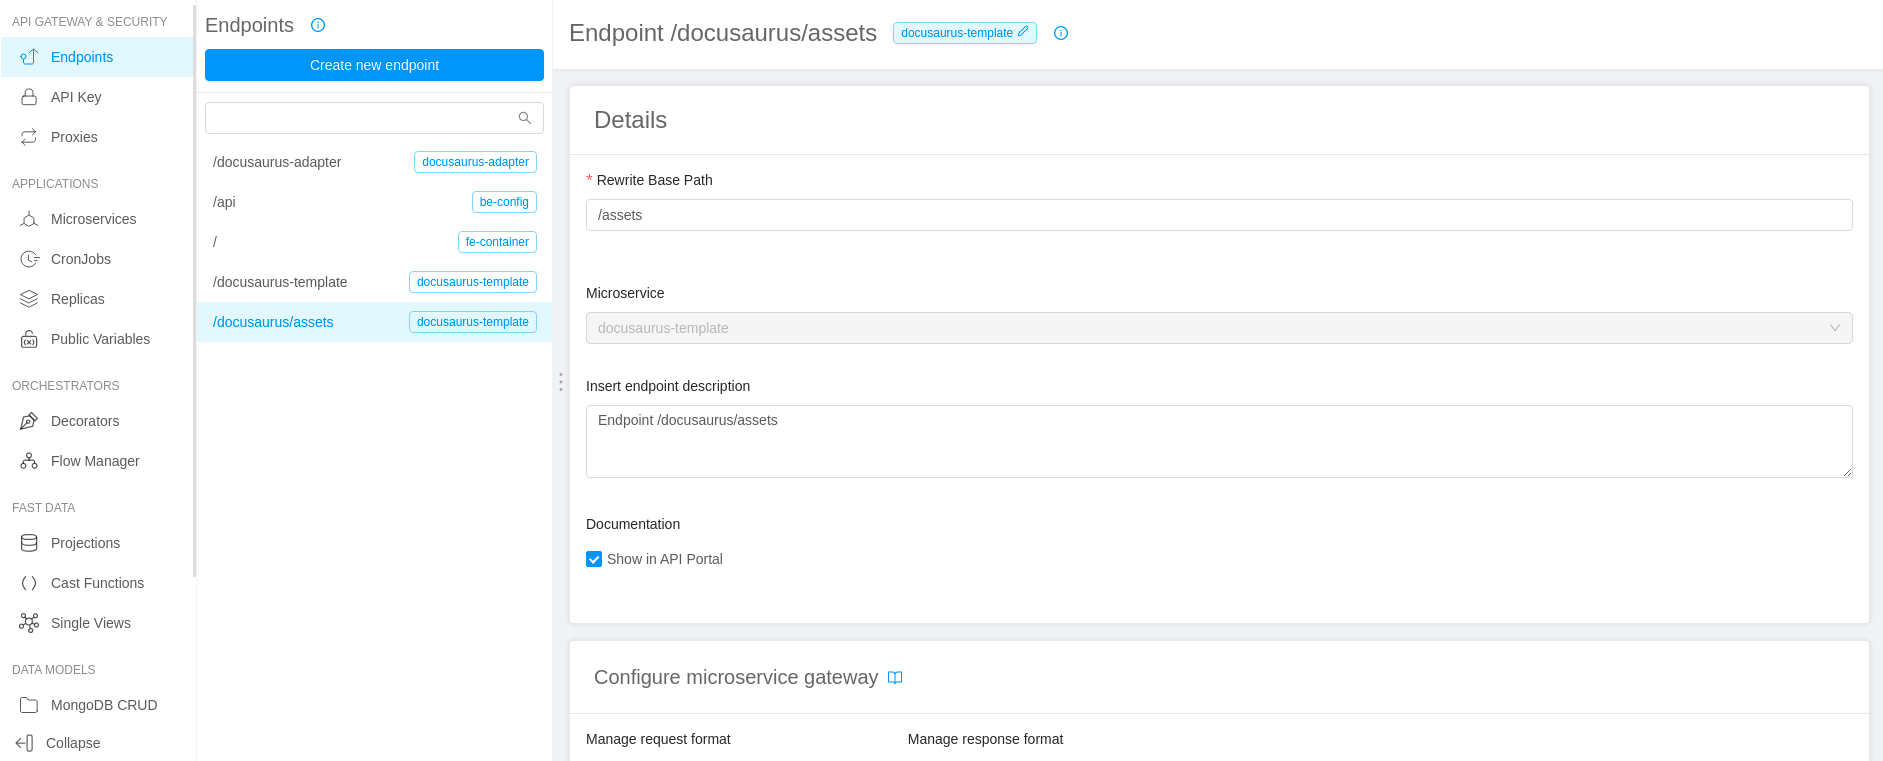 API GATEWAY & SECURITY
Endpoints
API Key
Proxies
APPLICATIONS
Microservices
CronJobs
Replicas
Public Variables
ORCHESTRATORS
Decorators
Flow Manager
FAST DATA
Projections
Cast Functions
Single Views
DATA MODELS
MongoDB CRUD
Collapse
Endpoints
Create new endpoint
/docusaurus-adapter docusaurus-adapter
/api be-config
/ fe-container
/docusaurus-template docusaurus-template
/docusaurus/assets docusaurus-template
Endpoint /docusaurus/assets docusaurus-template
Details
* Rewrite Base Path
/assets
Microservice
docusaurus-template
Insert endpoint description
Endpoint /docusaurus/assets
Documentation
Show in API Portal
Configure microservice gateway
Manage request format Manage response format